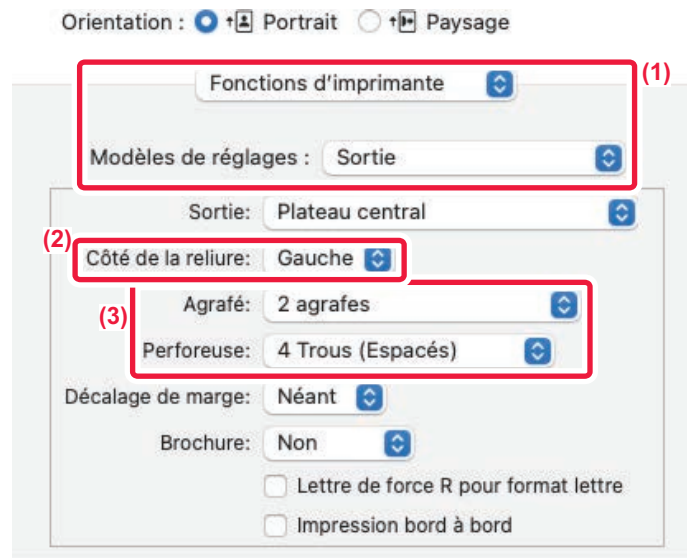 Orientation : Portrait Paysage
(1)
Fonctions d'imprimante
Modèles de réglages : Sortie
Sortie: Plateau central
(2)
Côté de la reliure: Gauche
(3)
Agrafé: 2 agrafes
Perforeuse: 4 Trous (Espacés)
Décalage de marge: Néant
Brochure: Non
Lettre de force R pour format lettre
Impression bord à bord